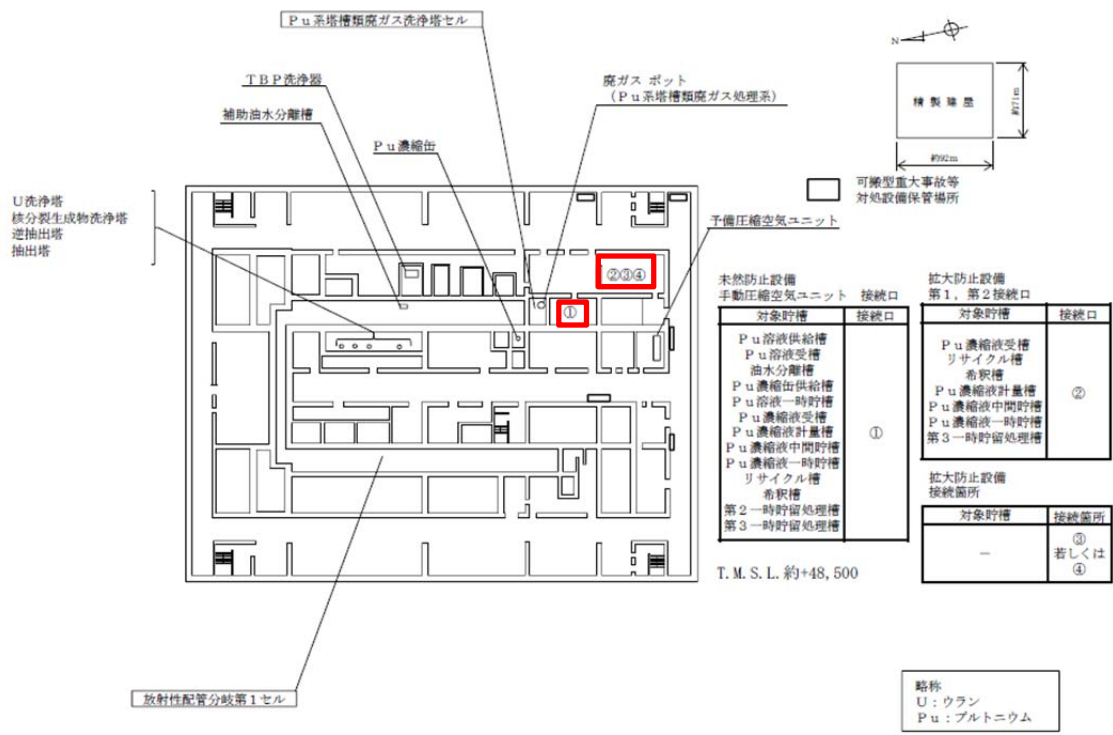 Ｐｕ系塔槽類廃ガス洗浄塔セル
ＴＢＰ洗浄器
補助油水分離槽
Ｐｕ濃縮缶
廃ガス ポット
（Ｐｕ系塔槽類廃ガス処理系）
Ｕ洗浄塔
核分裂生成物洗浄塔
逆抽出塔
抽出塔
N
精製建屋
約71m
約92m
可搬型重大事故等
対処設備保管場所
予備圧縮空気ユニット
②③④
①
未然防止設備
手動圧縮空気ユニット 接続口
対象貯槽 接続口
Ｐｕ溶液供給槽
Ｐｕ溶液受槽
油水分離槽
Ｐｕ濃縮缶供給槽
Ｐｕ溶液一時貯槽
Ｐｕ濃縮液受槽
Ｐｕ濃縮液計量槽
Ｐｕ濃縮液中間貯槽
Ｐｕ濃縮液一時貯槽
リサイクル槽
希釈槽
第２一時貯留処理槽
第３一時貯留処理槽
①
拡大防止設備
第１，第２接続口
対象貯槽 接続口
Ｐｕ濃縮液受槽
リサイクル槽
希釈槽
Ｐｕ濃縮液計量槽
Ｐｕ濃縮液中間貯槽
Ｐｕ濃縮液一時貯槽
第３一時貯留処理槽
②
拡大防止設備
接続箇所
対象貯槽 接続箇所
－
③
若しくは
④
T.M.S.L.約+48,500
放射性配管分岐第１セル
略称
Ｕ：ウラン
Ｐｕ：プルトニウム